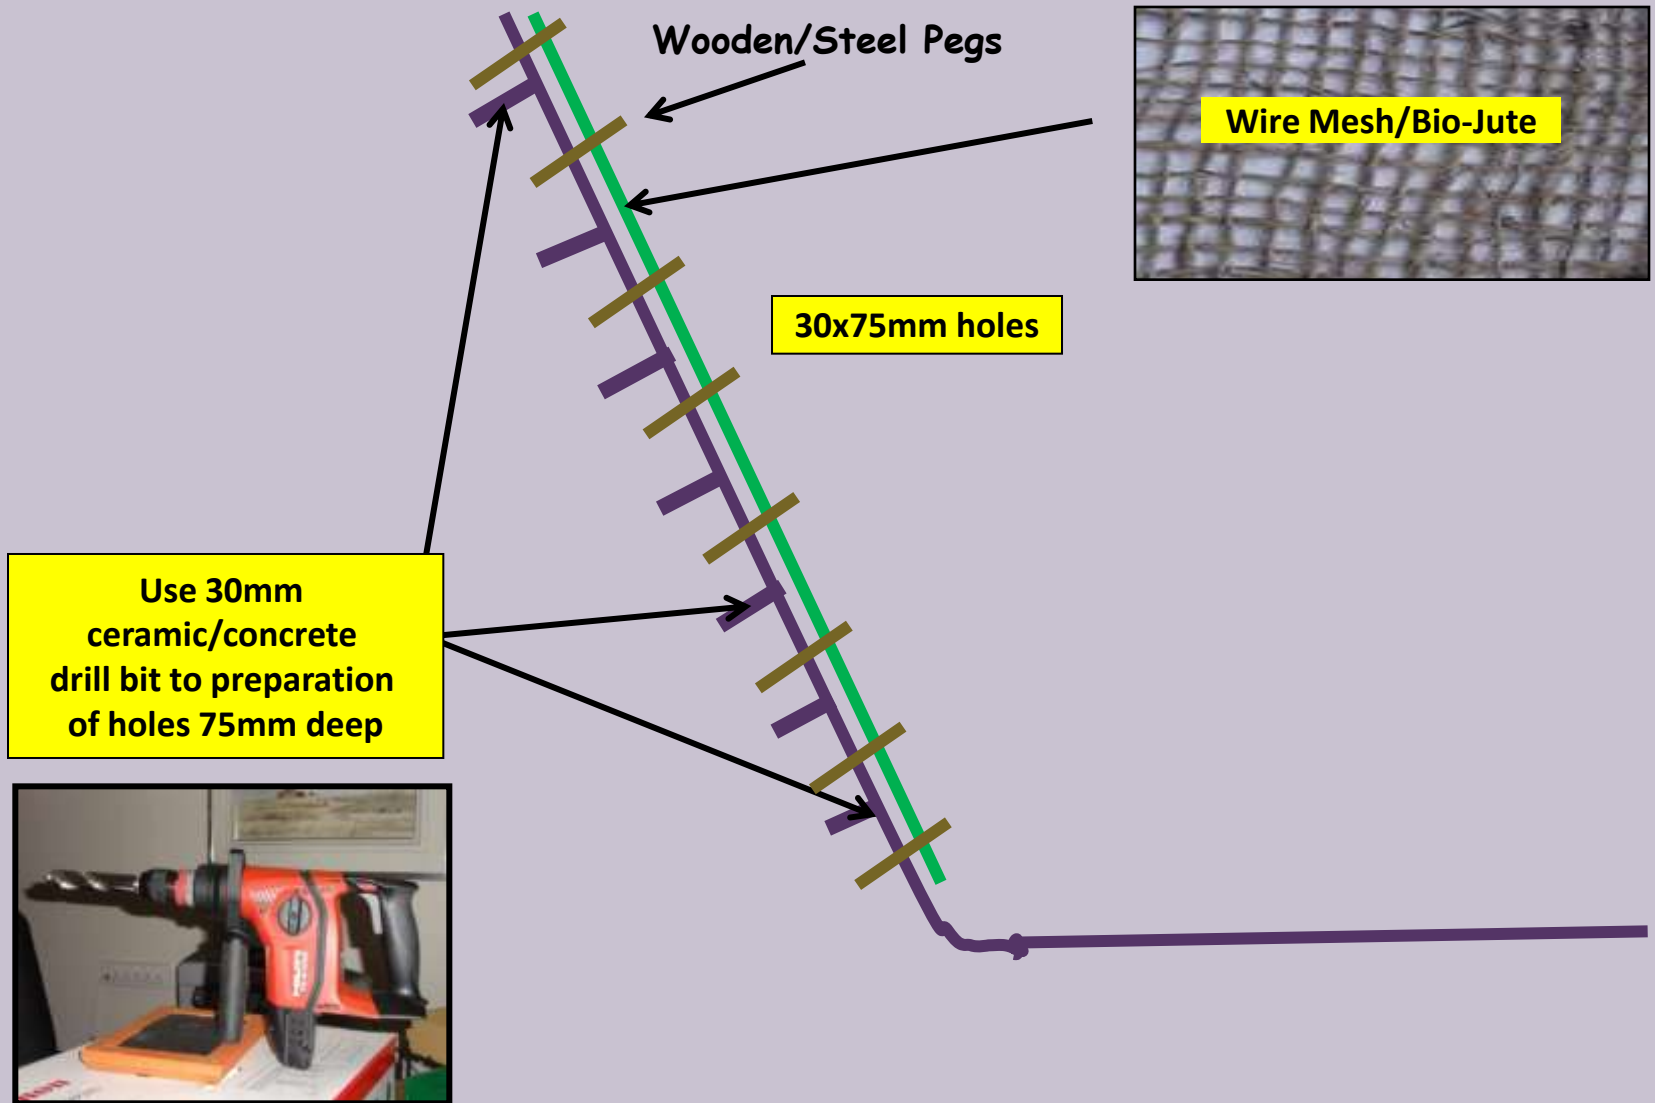 Wooden/Steel Pegs
Wire Mesh/Bio-Jute
30x75mm holes
Use 30mm
ceramic/concrete
drill bit to preparation
of holes 75mm deep